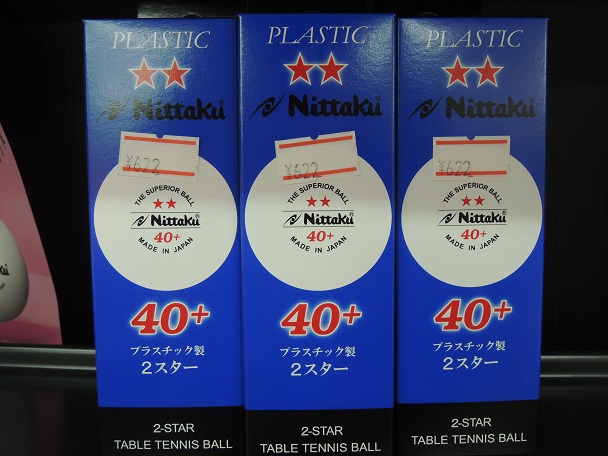 PLASTIC
Nittaku
¥622
THE SUPERIOR BALL
Nittaku®
40+
MADE IN JAPAN
40+
プラスチック製
2スター
2-STAR
TABLE TENNIS BALL
PLASTIC
Nittaku
¥622
THE SUPERIOR BALL
Nittaku®
40+
MADE IN JAPAN
40+
プラスチック製
2スター
2-STAR
TABLE TENNIS BALL
PLASTIC
Nittaku
¥622
THE SUPERIOR BALL
Nittaku®
40+
MADE IN JAPAN
40+
プラスチック製
2スター
2-STAR
TABLE TENNIS BALL